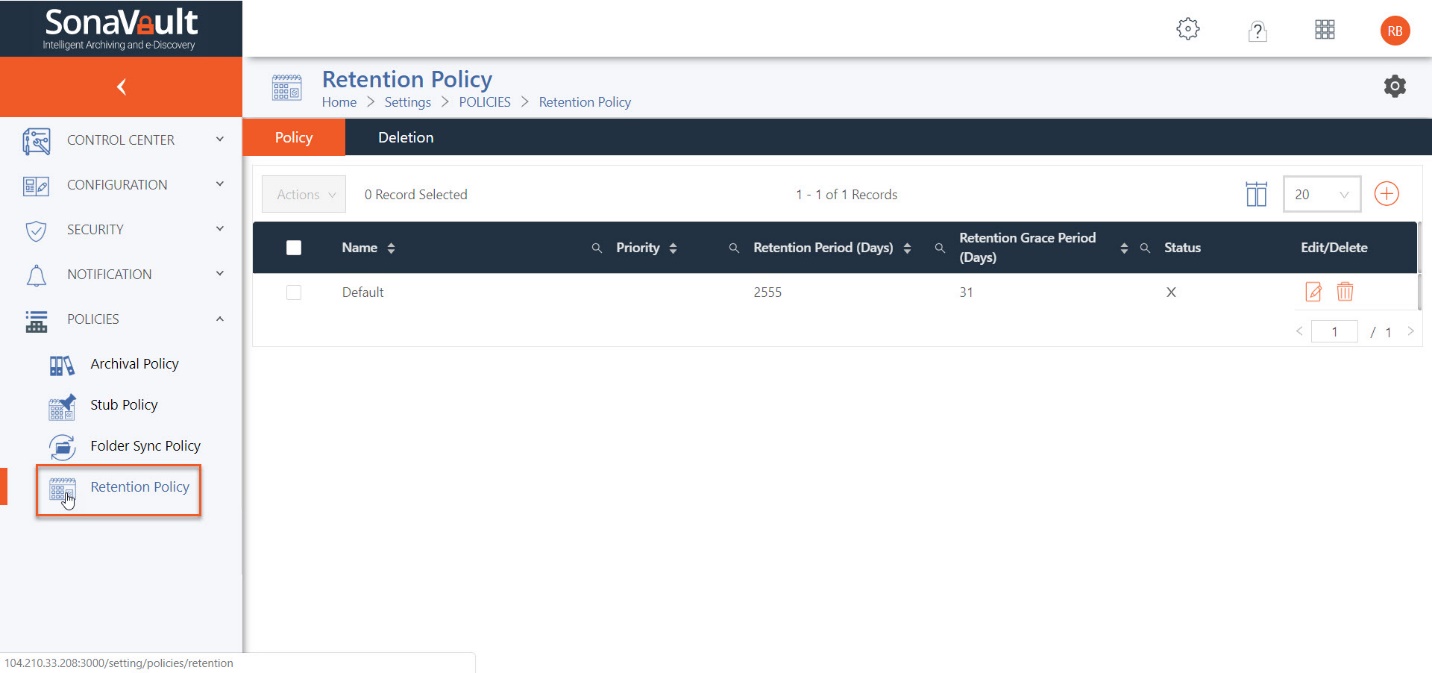 SonaVault
Intelligent Archiving and e-Discovery
?
RB
Retention Policy
Home > Settings > POLICIES > Retention Policy
CONTROL CENTER
CONFIGURATION
SECURITY
NOTIFICATION
POLICIES
Archival Policy
Stub Policy
Folder Sync Policy
Retention Policy
Policy Deletion
Actions 0 Record Selected 1 - 1 of 1 Records 20
Name Priority Retention Period (Days) Retention Grace Period
(Days) Status Edit/Delete
Default 2555 31 X
< 1 / 1 >
104.210.33.208:3000/setting/policies/retention